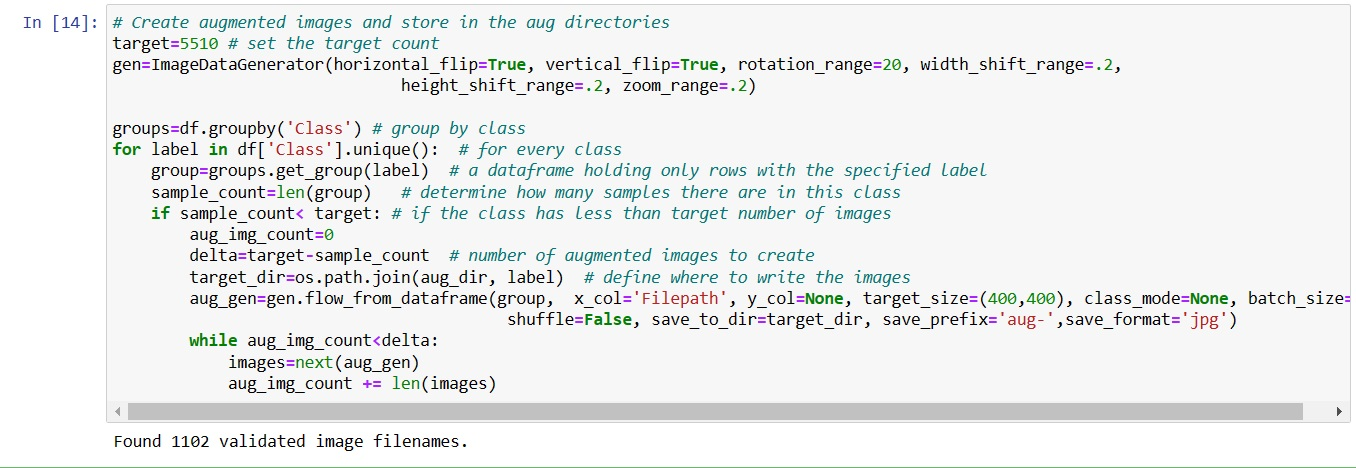 In [14]: # Create augmented images and store in the aug directories
target=5510 # set the target count
gen=ImageDataGenerator(horizontal_flip=True, vertical_flip=True, rotation_range=20, width_shift_range=.2,
                              height_shift_range=.2, zoom_range=.2)

groups=df.groupby('Class') # group by class
for label in df['Class'].unique():  # for every class
    group=groups.get_group(label)  # a dataframe holding only rows with the specified label
    sample_count=len(group)   # determine how many samples there are in this class
    if sample_count< target: # if the class has less than target number of images
        aug_img_count=0
        delta=target-sample_count  # number of augmented images to create
        target_dir=os.path.join(aug_dir, label)  # define where to write the images
        aug_gen=gen.flow_from_dataframe(group,  x_col='Filepath', y_col=None, target_size=(400,400), class_mode=None, batch_size=
                                         shuffle=False, save_to_dir=target_dir, save_prefix='aug-',save_format='jpg')
        while aug_img_count<delta:
            images=next(aug_gen)
            aug_img_count += len(images)
Found 1102 validated image filenames.